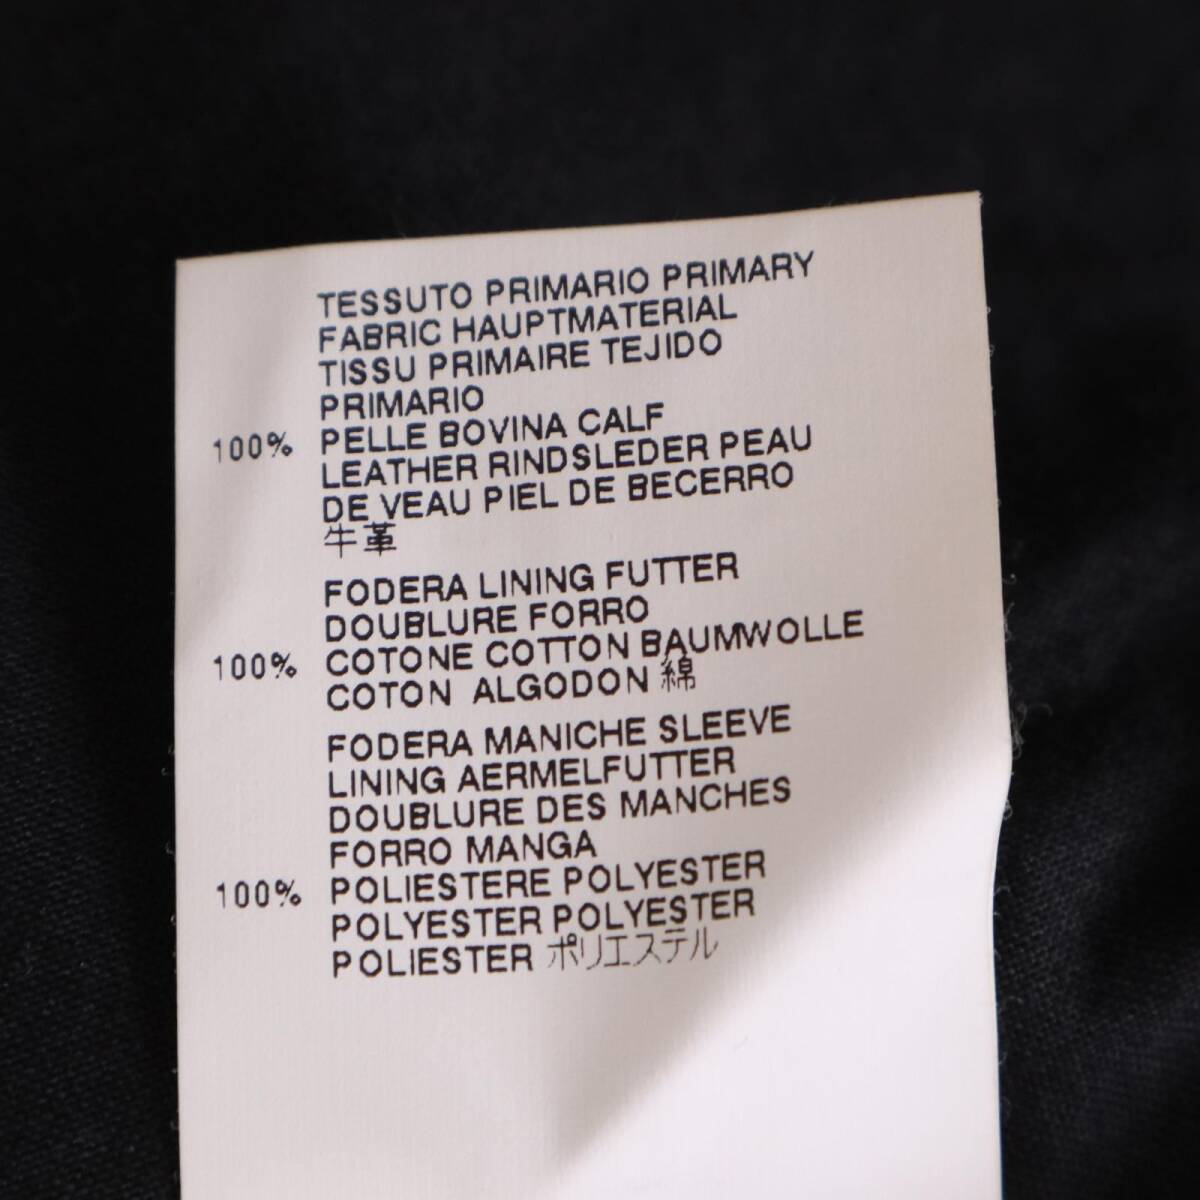 TESSUTO PRIMARIO PRIMARY
FABRIC HAUPTMATERIAL
TISSU PRIMAIRE TEJIDO
PRIMARIO
100% PELLE BOVINA CALF
LEATHER RINDSLEDER PEAU
DE VEAU PIEL DE BECERRO
牛革
FODERA LINING FUTTER
DOUBLURE FORRO
100% COTONE COTTON BAUMWOLLE
COTON ALGODON 綿
FODERA MANICHE SLEEVE
LINING AERMELFUTTER
DOUBLURE DES MANCHES
FORRO MANGA
100% POLIESTERE POLYESTER
POLYESTER POLYESTER
POLIESTER ポリエステル